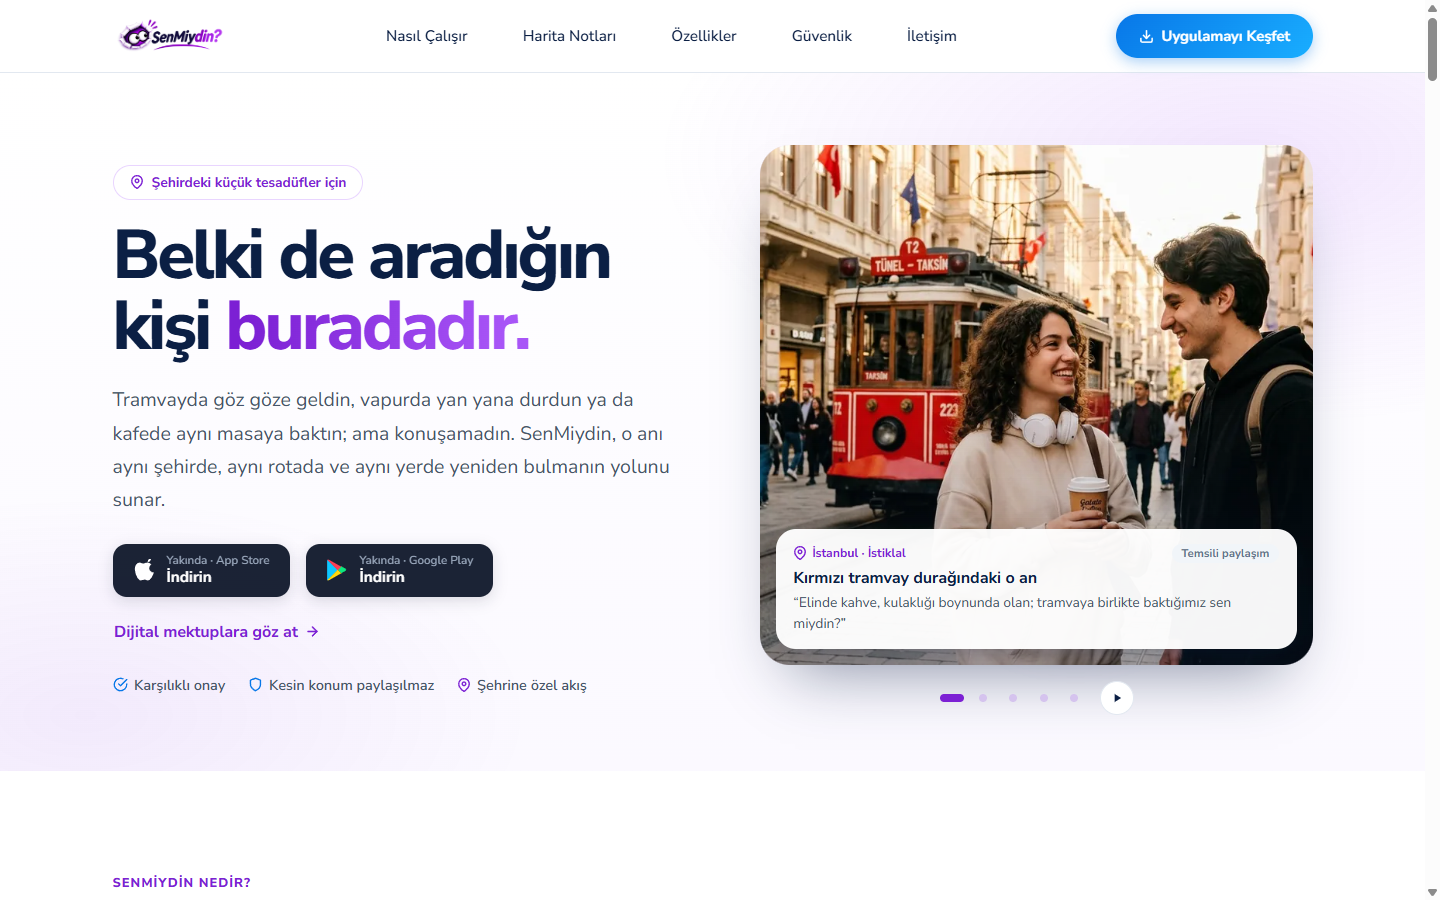 SenMiydin?
Nasıl Çalışır
Harita Notları
Özellikler
Güvenlik
İletişim
Uygulamayı Keşfet
Şehirdeki küçük tesadüfler için
Belki de aradığın
kişi buradadır.
Tramvayda göz göze geldin, vapurda yan yana durdun ya da
kafede aynı masaya baktın; ama konuşamadın. SenMiydin, o anı
aynı şehirde, aynı rotada ve aynı yerde yeniden bulmanın yolunu
sunar.
Yakında · App Store
İndirin
Yakında · Google Play
İndirin
Dijital mektuplara göz at
Karşılıklı onay
Kesin konum paylaşılmaz
Şehrine özel akış
T2
TÜNEL - TAKSİN
TAKSİM
22
223
İstanbul · İstiklal
Temsili paylaşım
Kırmızı tramvay durağındaki o an
“Elinde kahve, kulaklığı boynunda olan; tramvaya birlikte baktığımız sen
miydin?”
SENMİYDİN NEDİR?